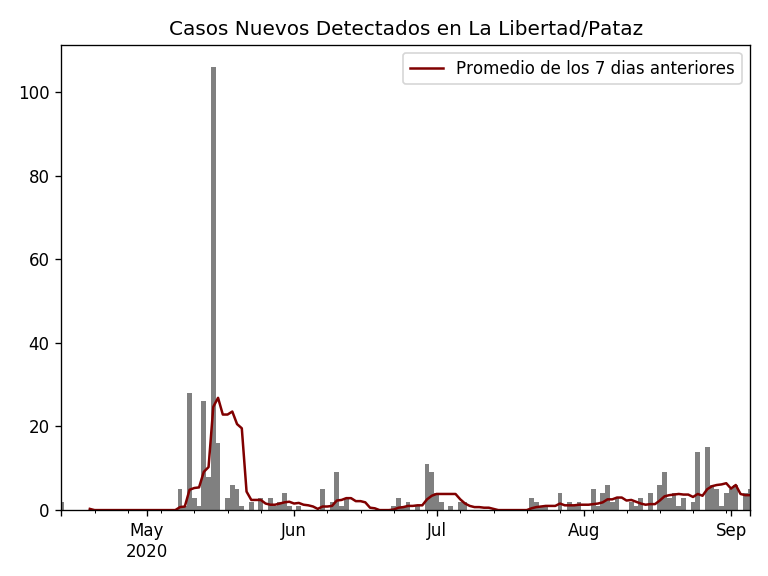 Casos Nuevos Detectados en La Libertad/Pataz
Promedio de los 7 dias anteriores
100
80
60
40
20
0
May Jun Jul Aug Sep
2020